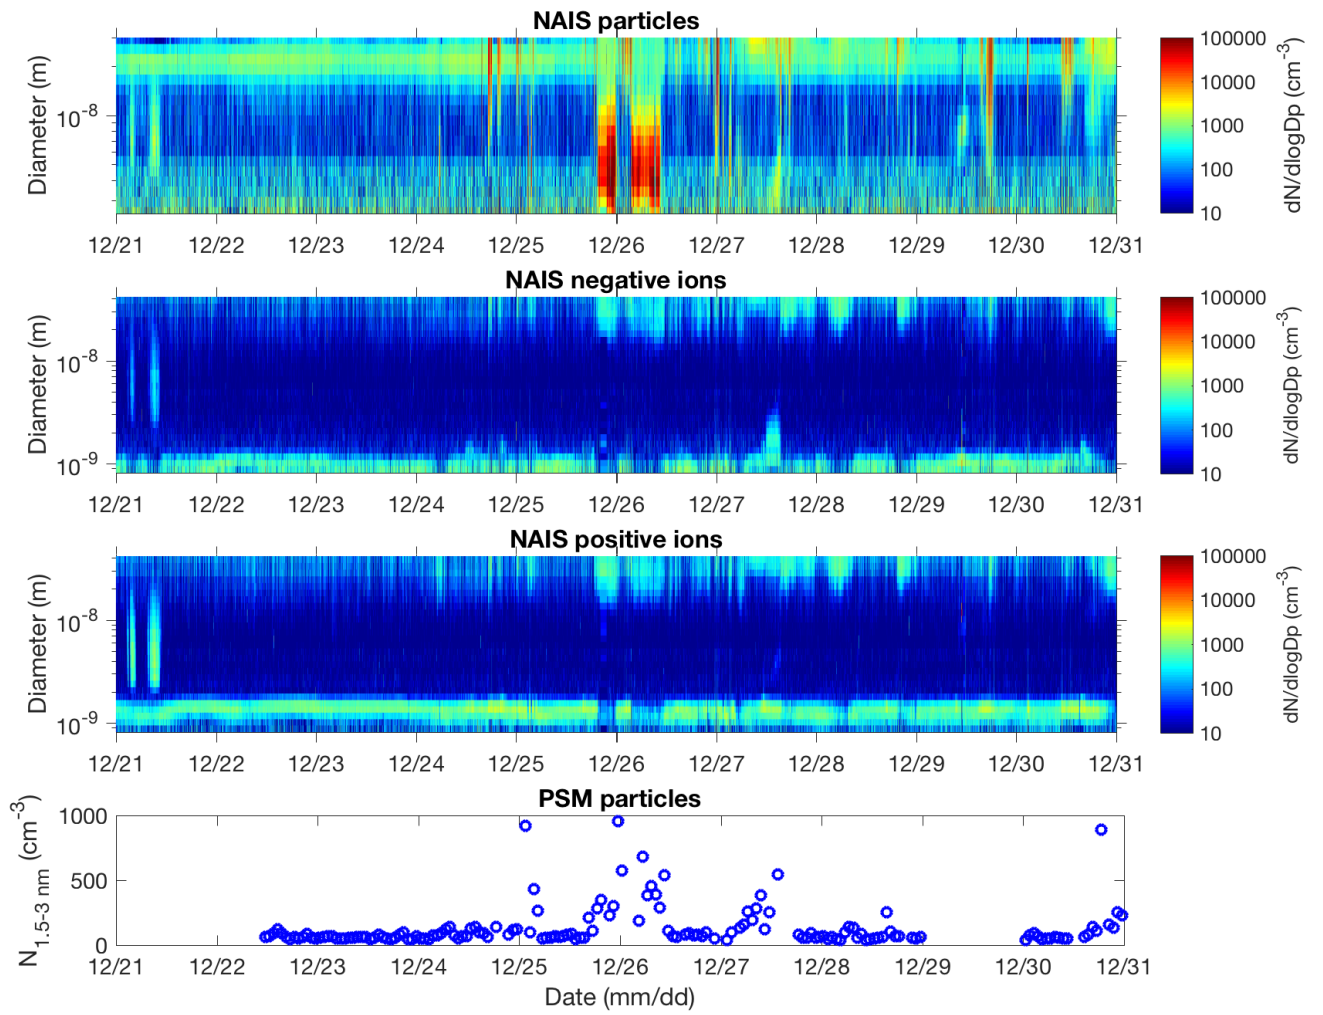 NAIS particles
Diameter (m)
10-8
12/21 12/22 12/23 12/24 12/25 12/26 12/27 12/28 12/29 12/30 12/31
100000
10000
1000
100
10
dN/dlogDp (cm-3)
NAIS negative ions
Diameter (m)
10-8
10-9
12/21 12/22 12/23 12/24 12/25 12/26 12/27 12/28 12/29 12/30 12/31
100000
10000
1000
100
10
dN/dlogDp (cm-3)
NAIS positive ions
Diameter (m)
10-8
10-9
12/21 12/22 12/23 12/24 12/25 12/26 12/27 12/28 12/29 12/30 12/31
100000
10000
1000
100
10
dN/dlogDp (cm-3)
PSM particles
N1.5-3 nm (cm-3)
1000
500
0
12/21 12/22 12/23 12/24 12/25 12/26 12/27 12/28 12/29 12/30 12/31
Date (mm/dd)